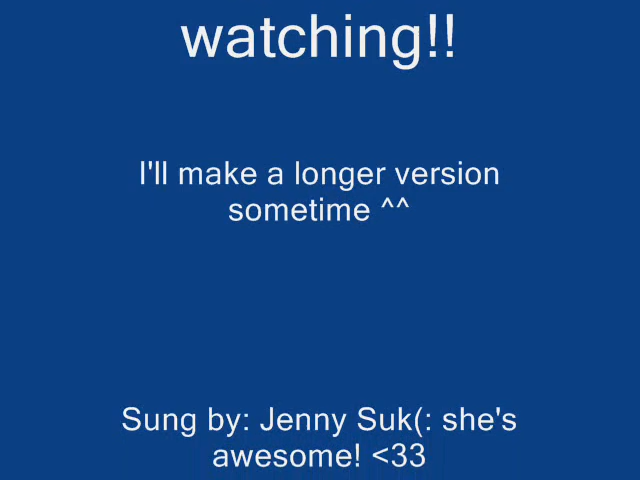 watching!!
I'll make a longer version
sometime ^^
Sung by: Jenny Suk(: she's
awesome! <33